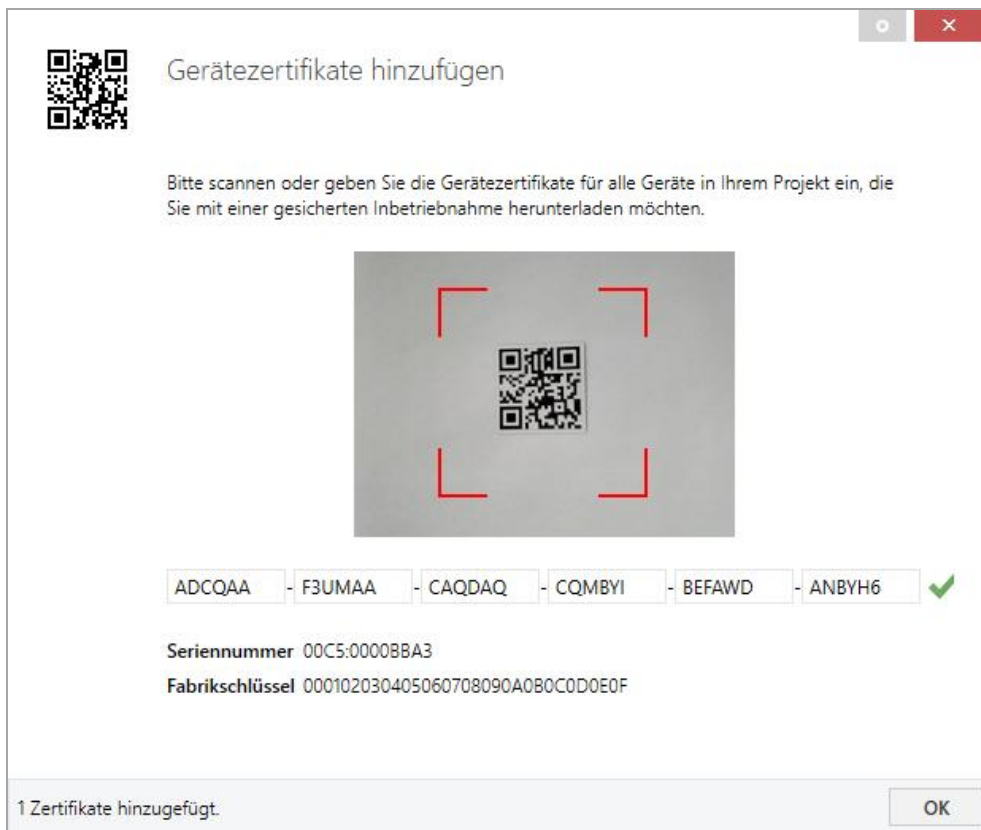 Gerätezertifikate hinzufügen
Bitte scannen oder geben Sie die Gerätezertifikate für alle Geräte in Ihrem Projekt ein, die
Sie mit einer gesicherten Inbetriebnahme herunterladen möchten.
ADCQAA - F3UMAA - CAQDAQ - CQMBYI - BEFAWD - ANBYH6
Seriennummer 00C5:0000BBA3
Fabrikschlüssel 000102030405060708090A0B0C0D0E0F
1 Zertifikate hinzugefügt.
OK